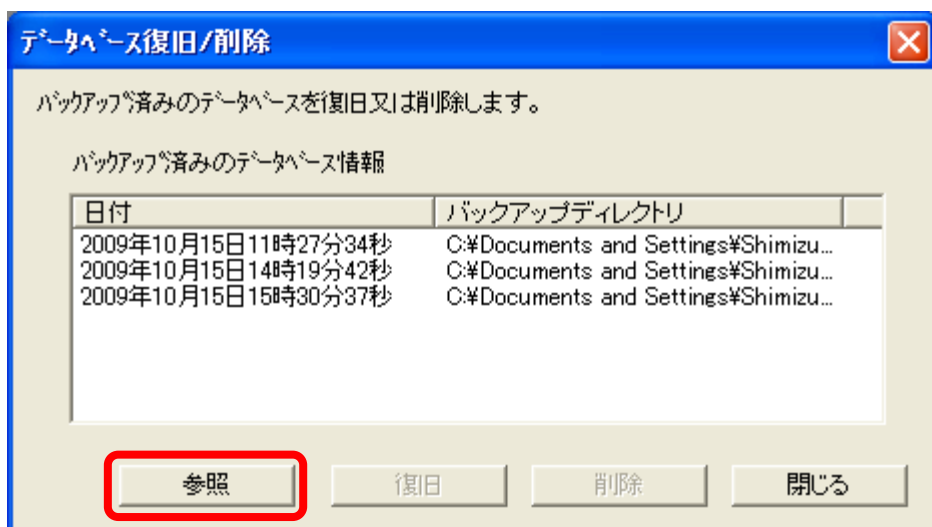 ﾃﾞｰﾀﾍﾞｰｽ復旧/削除
ﾊﾞｯｸｱｯﾌﾟ済みのﾃﾞｰﾀﾍﾞｰｽを復旧又は削除します。
ﾊﾞｯｸｱｯﾌﾟ済みのﾃﾞｰﾀﾍﾞｰｽ情報
日付 バックアップディレクトリ
2009年10月15日11時27分34秒 C:¥Documents and Settings¥Shimizu...
2009年10月15日14時19分42秒 C:¥Documents and Settings¥Shimizu...
2009年10月15日15時30分37秒 C:¥Documents and Settings¥Shimizu...
参照 復旧 削除 閉じる